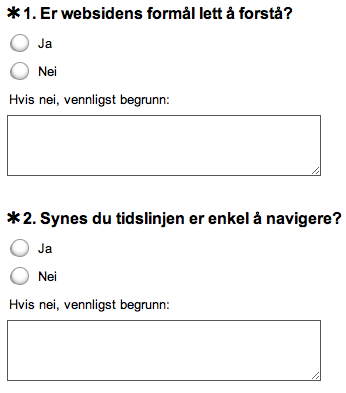 *1. Er websidens formål lett å forstå?
Ja
Nei
Hvis nei, vennligst begrunn:
*2. Synes du tidslinjen er enkel å navigere?
Ja
Nei
Hvis nei, vennligst begrunn: